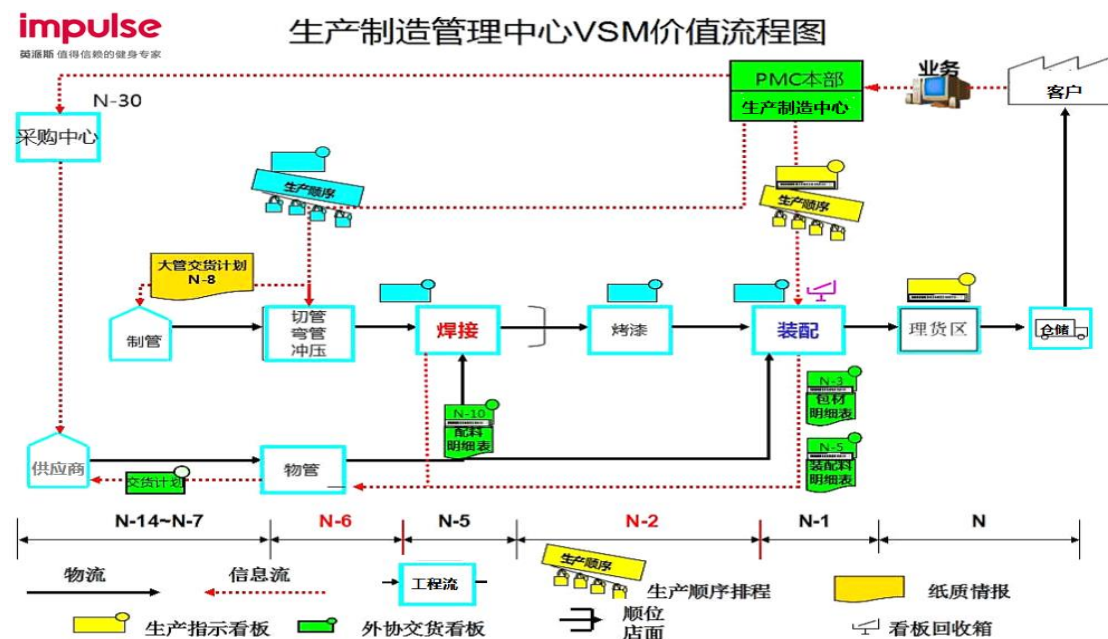 impulse
英派斯 值得信赖的健身专家
生产制造管理中心VSM价值流程图
PMC本部
生产制造中心
业务
客户
N-30
采购中心
生产顺序
生产顺序
大管交货计划
N-8
制管
切管
弯管
冲压
焊接
烤漆
装配
理货区
仓储
N-10
配料
明细表
N-3
包材
明细表
N-5
装配料
明细表
供应商
交货计划
物管
N-14~N-7
N-6
N-5
N-2
N-1
N
物流
信息流
工程流
生产顺序
生产顺序排程
纸质情报
生产指示看板
外协交货看板
顺位
店面
看板回收箱